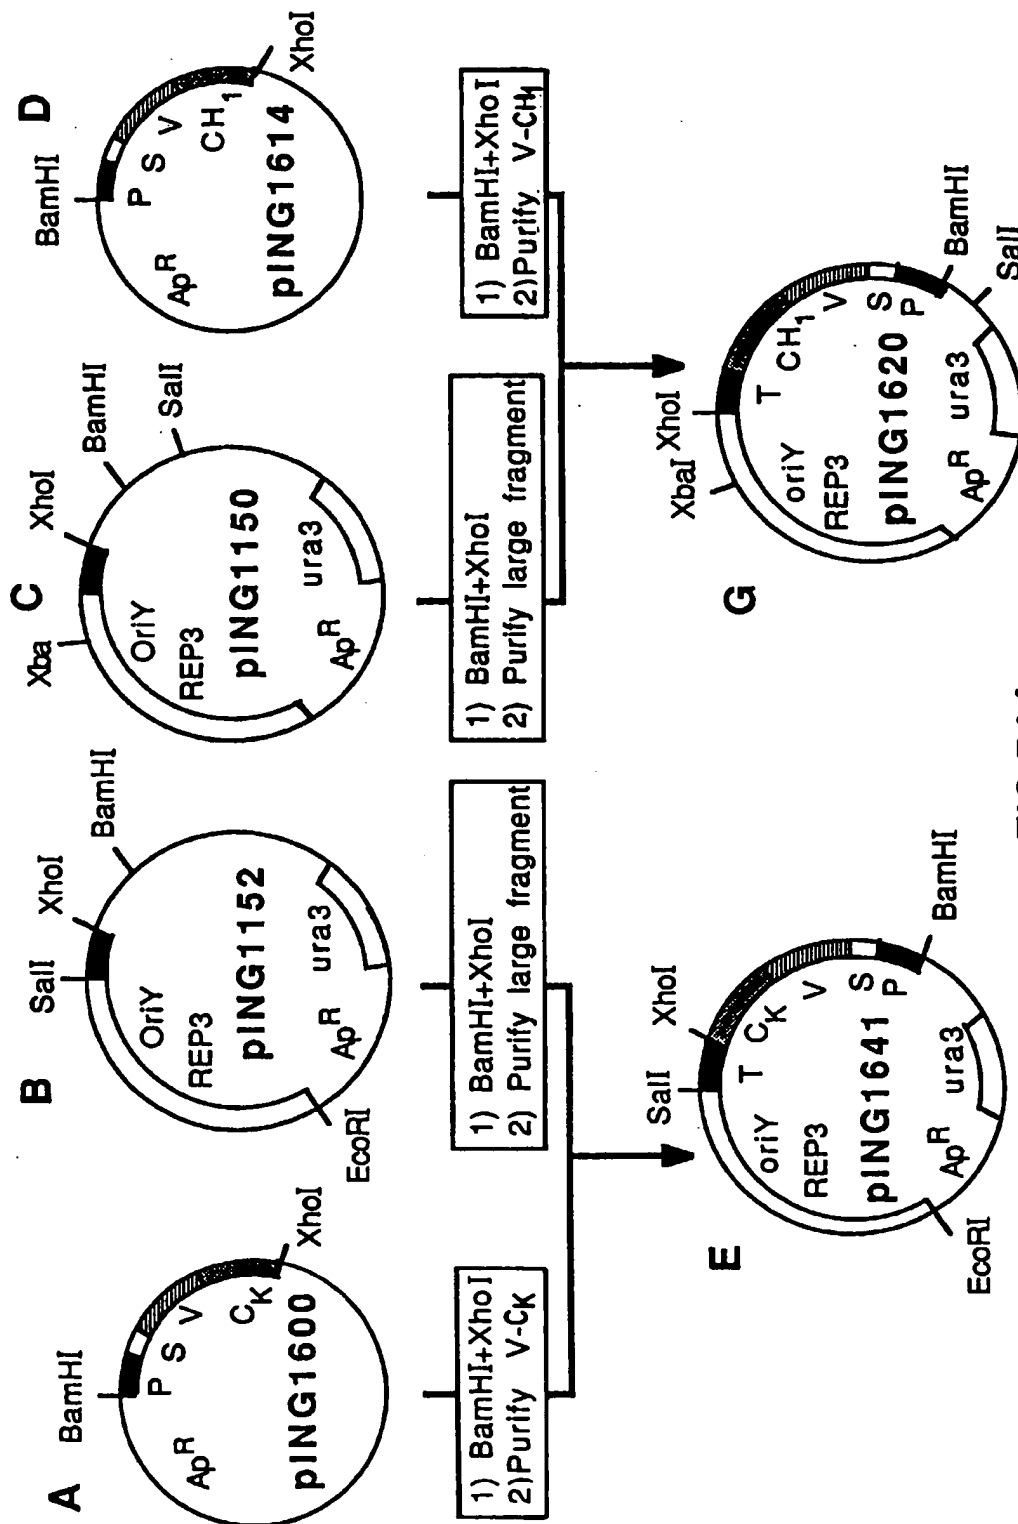 A
BamHI
P
S
V
CK
ApR
XhoI
pING1600
1) BamHI+XhoI
2)Purify V-CK
B
SalI
XhoI
BamHI
OriY
REP3
pING1152
ura3
ApR
EcoRI
1) BamHI+XhoI
2) Purify large fragment
C
Xba
XhoI
BamHI
SalI
OriY
REP3
pING1150
ura3
ApR
1) BamHI+XhoI
2) Purify large fragment
D
BamHI
P
S
V
CH1
ApR
XhoI
pING1614
1) BamHI+XhoI
2)Purify V-CH1
E
SalI
XhoI
T
CK
V
S
P
BamHI
oriY
REP3
pING1641
ApR
ura3
EcoRI
G
XbaI
XhoI
T
CH1
V
S
P
BamHI
SalI
oriY
REP3
pING1620
ApR
ura3